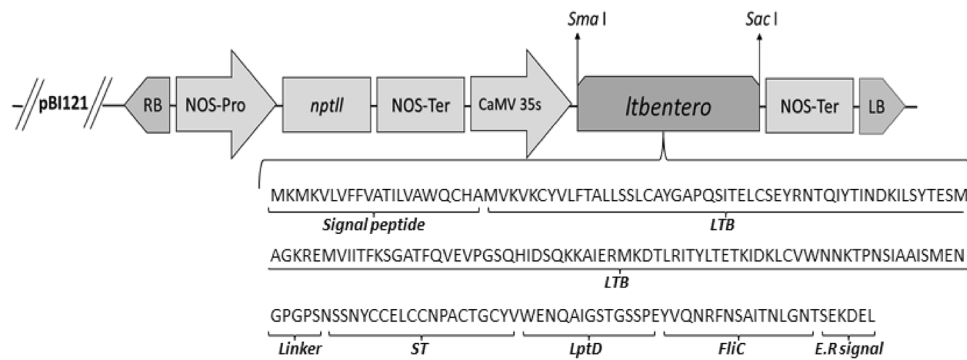 Sma I Sac I
pBI121 RB NOS-Pro nptII NOS-Ter CaMV 35s ltbentero NOS-Ter LB
MKMKVLVFFVATILVAWQCHAMVKVKCYVLFTALLSSLCAYGAPQSITELCSEYRNTQIYTINDKILSYTESM
Signal peptide LTB
AGKREMVIITFKSGATFQVEVPGSQHIDSQKKAIERMKDTLRITYLTETKIDKLCVWNNKTPNSIAAISMEN
LTB
GPGPSNSSNYCCELCCNPACTGCYVWENQAIGSTGSSPEYVQNRFNSAITNLGNTSEKDEL
Linker ST LptD FliC E.R signal